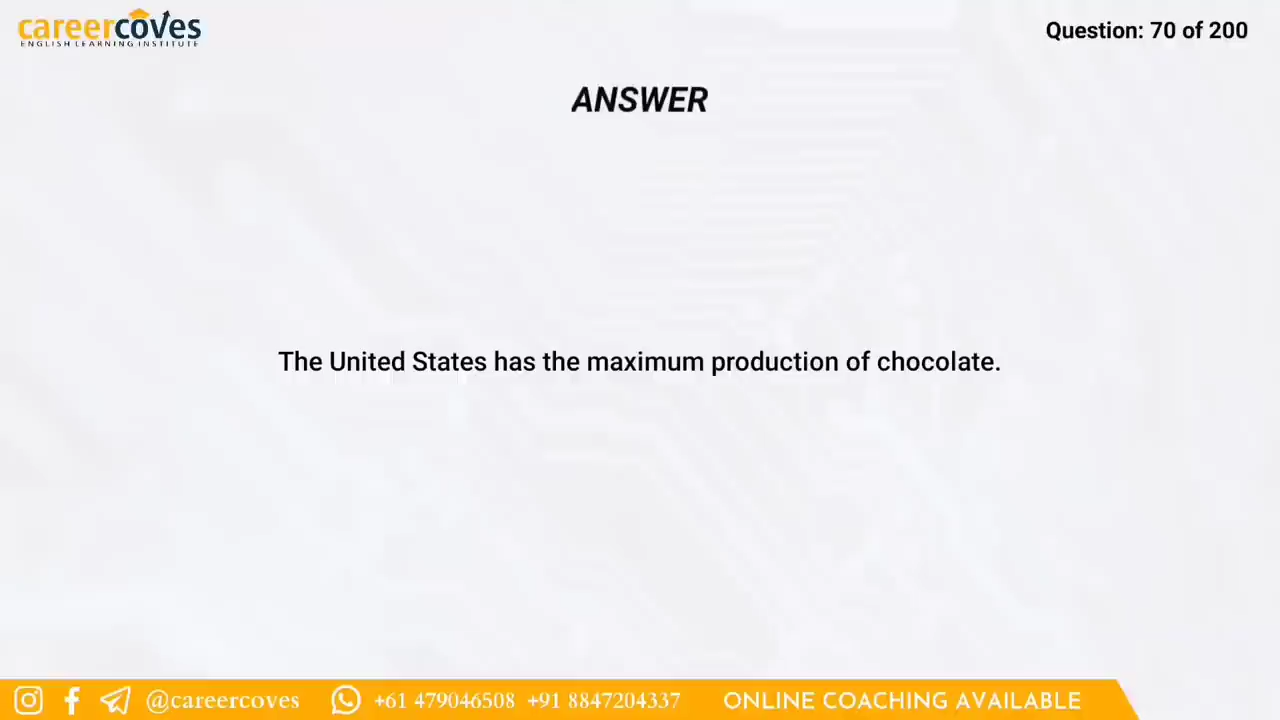 careercoves
ENGLISH LEARNING INSTITUTE
Question: 70 of 200
ANSWER
The United States has the maximum production of chocolate.
@careercoves +61 479046508 +91 8847204337 ONLINE COACHING AVAILABLE